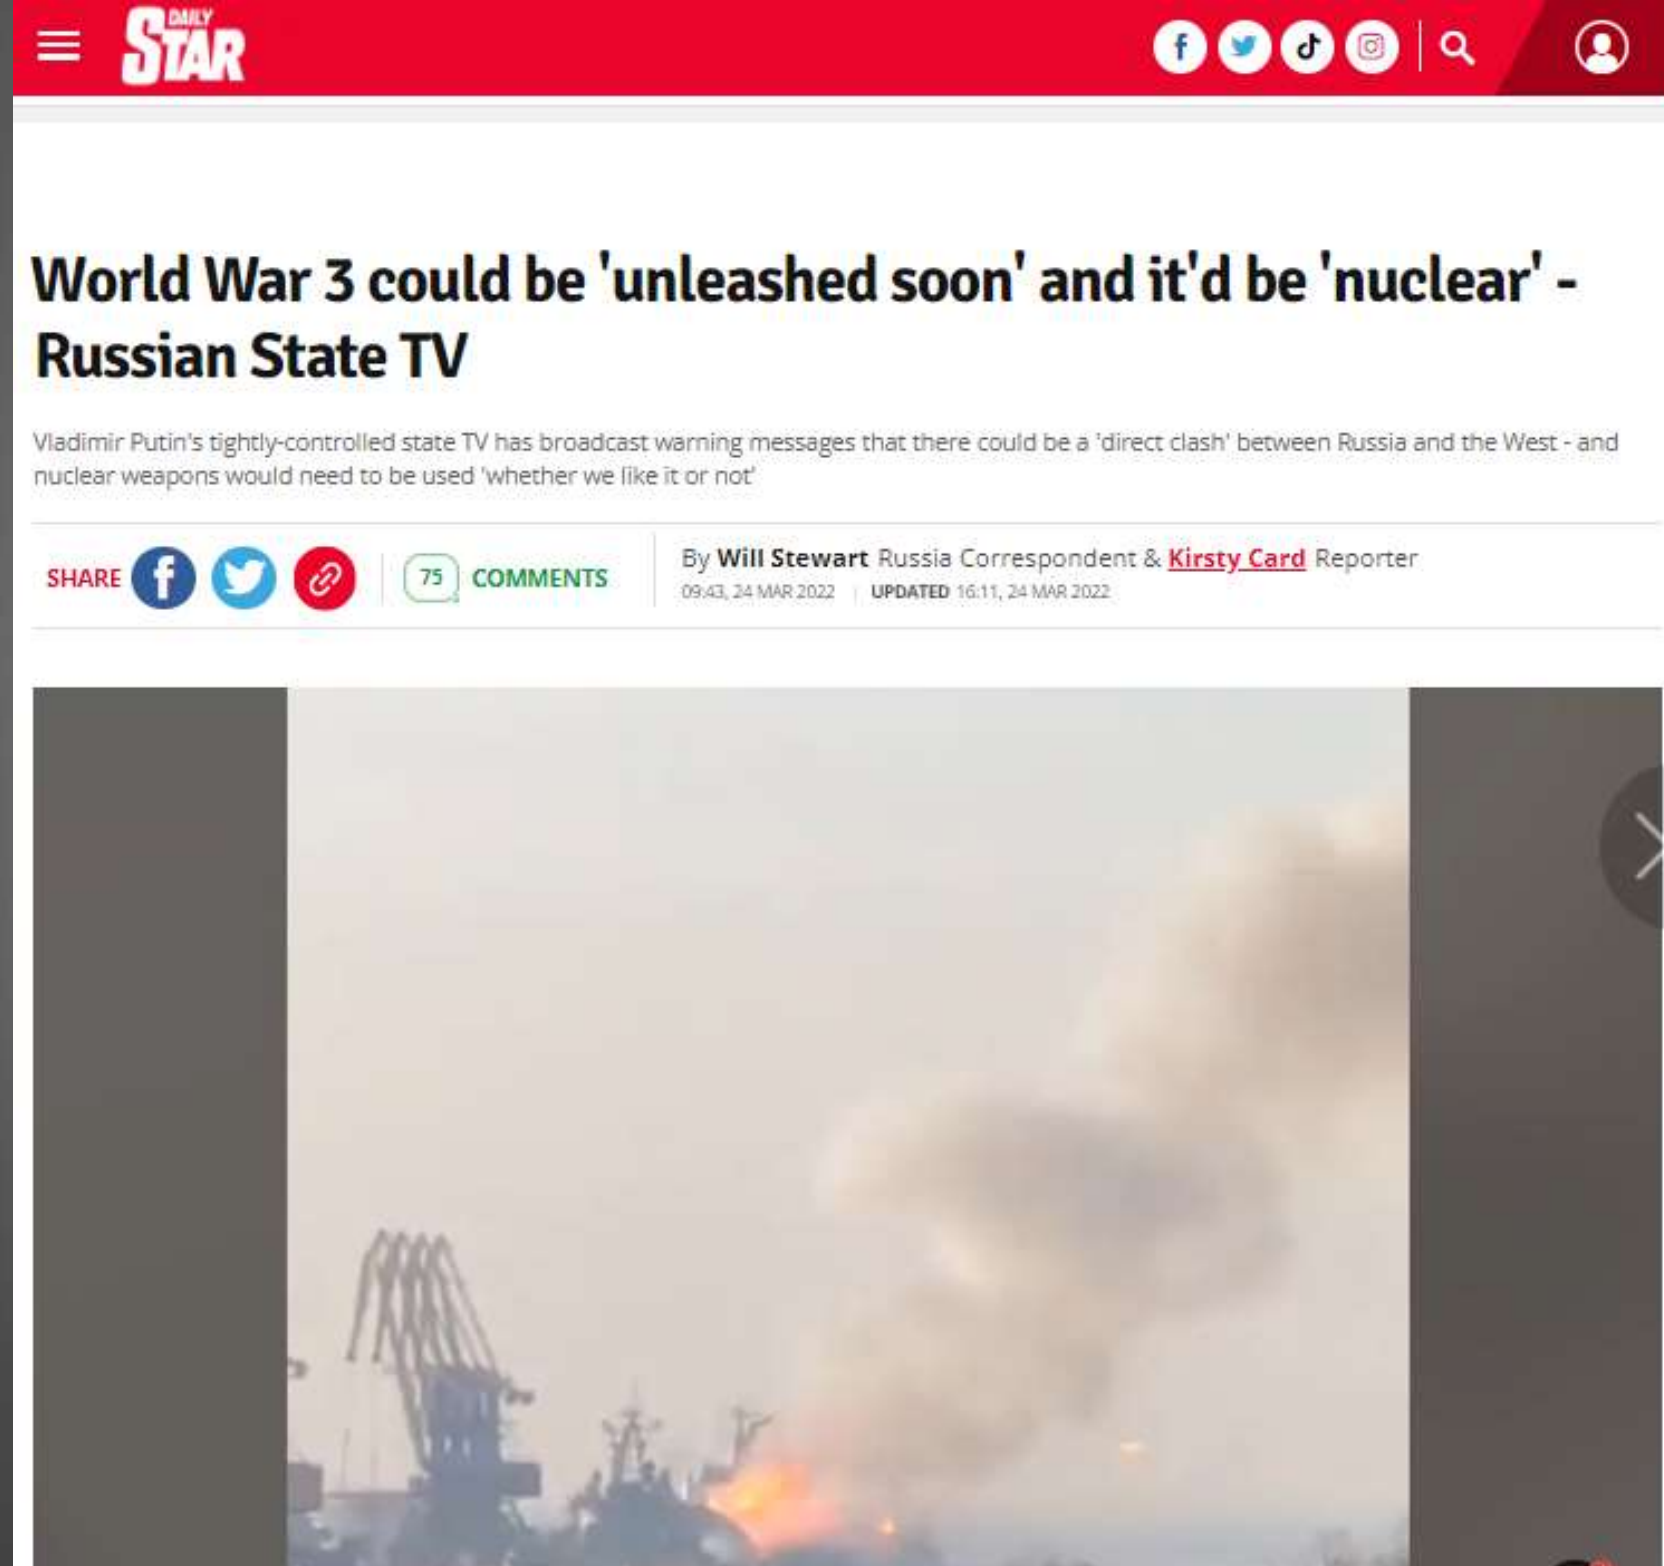 DAILY
STAR
World War 3 could be 'unleashed soon' and it'd be 'nuclear' -
Russian State TV
Vladimir Putin's tightly-controlled state TV has broadcast warning messages that there could be a 'direct clash' between Russia and the West - and
nuclear weapons would need to be used 'whether we like it or not'
SHARE
75 COMMENTS
By Will Stewart Russia Correspondent & Kirsty Card Reporter
09:43, 24 MAR 2022 | UPDATED 16:11, 24 MAR 2022